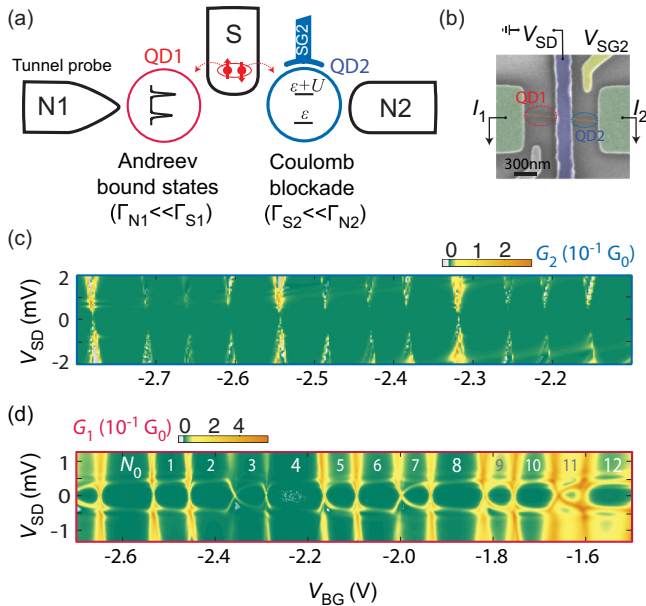 (a)
S
SG2
QD1
QD2
Tunnel probe
N1
ε+U
ε
N2
Andreev
bound states
(Γ_N1<<Γ_S1)
Coulomb
blockade
(Γ_S2<<Γ_N2)
(b)
V_SD
V_SG2
I_1
QD1
QD2
I_2
300nm
(c)
0 1 2
G_2 (10^-1 G_0)
V_SD (mV)
2
0
-2
-2.7 -2.6 -2.5 -2.4 -2.3 -2.2
(d)
G_1 (10^-1 G_0)
0 2 4
V_SD (mV)
1
0
-1
N_0 1 2 3 4 5 6 7 8 9 10 11 12
-2.6 -2.4 -2.2 -2.0 -1.8 -1.6
V_BG (V)